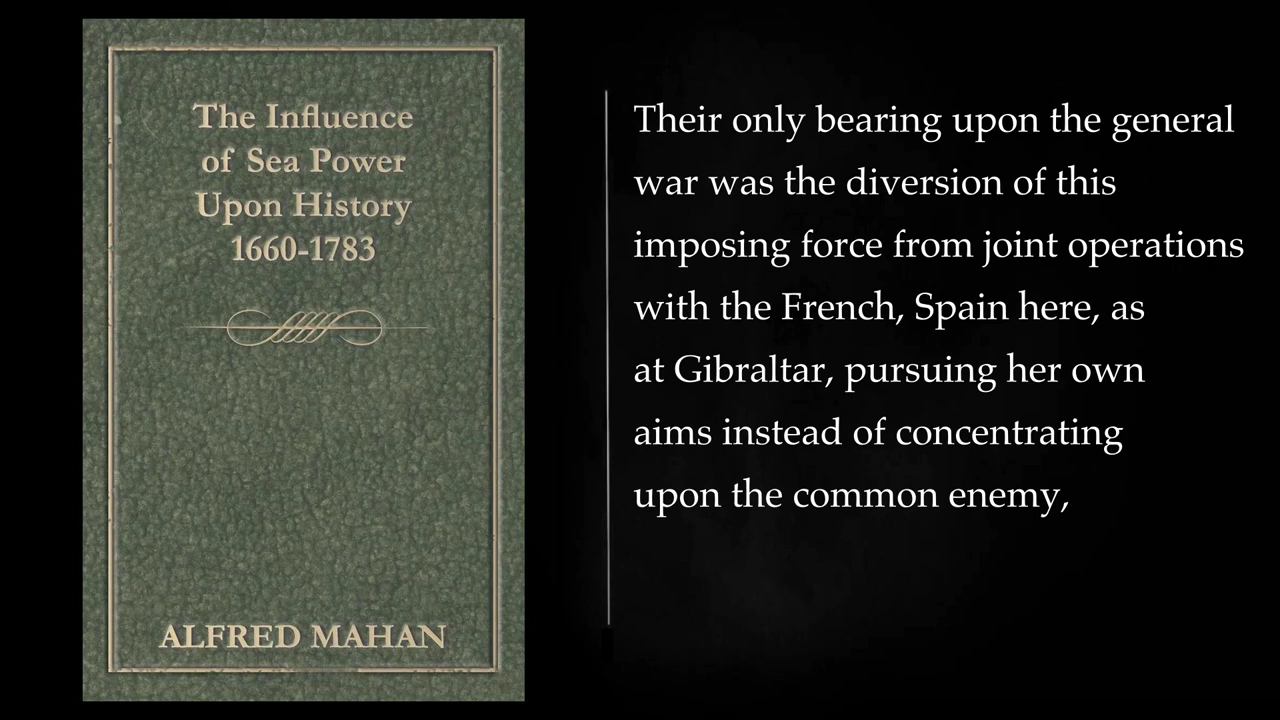 The Influence
of Sea Power
Upon History
1660-1783
ALFRED MAHAN
Their only bearing upon the general
war was the diversion of this
imposing force from joint operations
with the French, Spain here, as
at Gibraltar, pursuing her own
aims instead of concentrating
upon the common enemy,